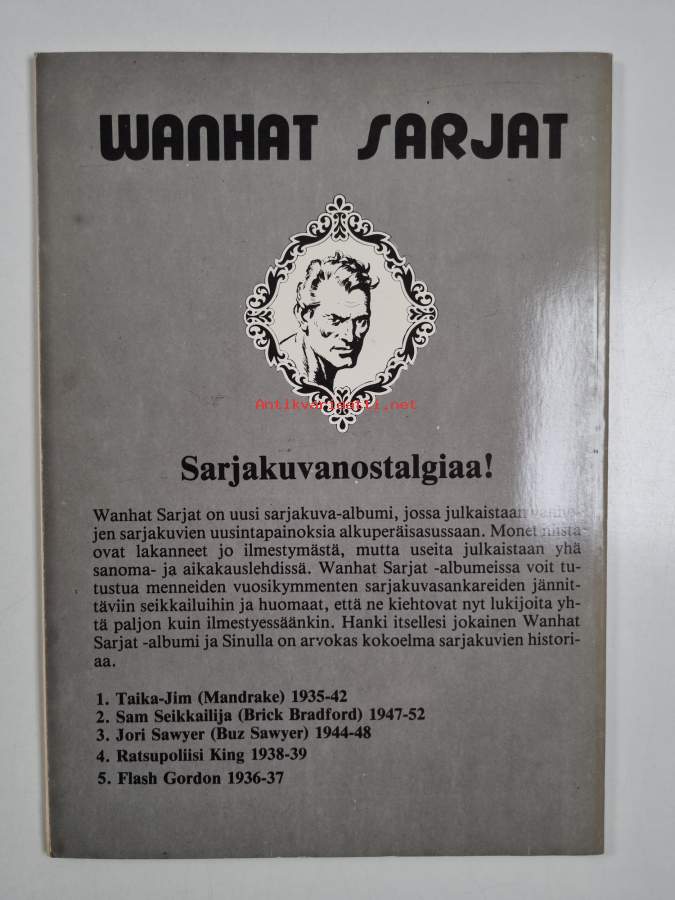 WANHAT SARJAT
Antikvariaatti.net
Sarjakuvanostalgiaa!
Wanhat Sarjat on uusi sarjakuva-albumi, jossa julkaistaan
jen sarjakuvien uusintapainoksia alkuperäisasussaan. Monet niistä
ovat lakanneet jo ilmestymästä, mutta useita julkaistaan yhä
sanoma- ja aikakauslehdissä. Wanhat Sarjat -albumeissa voit tu-
tustua menneiden vuosikymmenten sarjakuvasankareiden jännit-
täviin seikkailuihin ja huomaat, että ne kiehtovat nyt lukijoita yh-
tä paljon kuin ilmestyessäänkin. Hanki itsellesi jokainen Wanhat
Sarjat -albumi ja Sinulla on arvokas kokoelma sarjakuvien histori-
aa.
1. Taika-Jim (Mandrake) 1935-42
2. Sam Seikkailija (Brick Bradford) 1947-52
3. Jori Sawyer (Buz Sawyer) 1944-48
4. Ratsupoliisi King 1938-39
5. Flash Gordon 1936-37